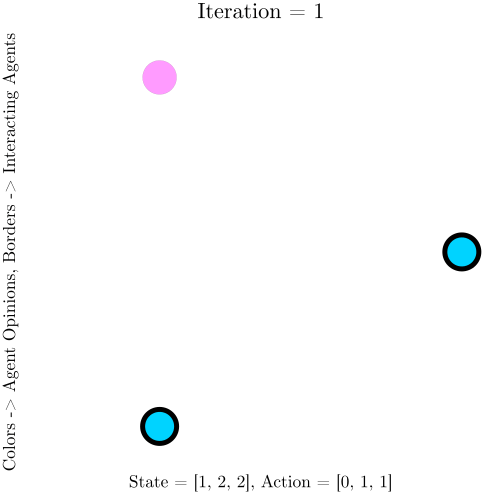 Iteration = 1
Colors -> Agent Opinions, Borders -> Interacting Agents
State = [1, 2, 2], Action = [0, 1, 1]